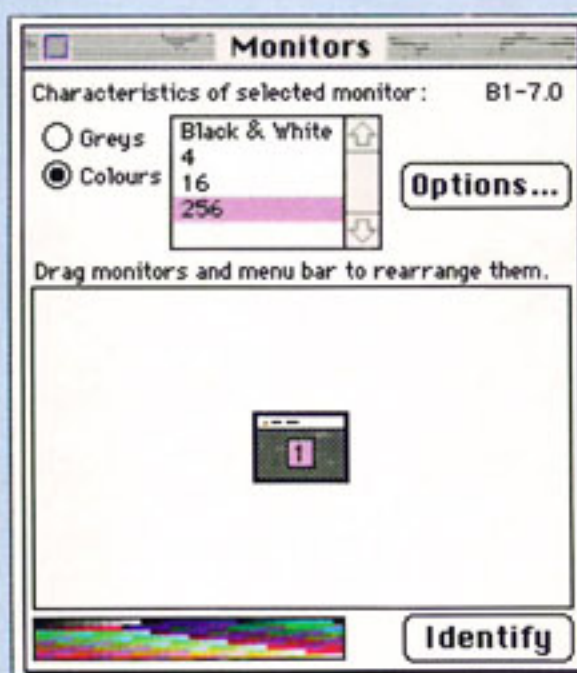 Monitors
Characteristics of selected monitor: B1-7.0
Greys
Colours
Black & White
4
16
256
Options...
Drag monitors and menu bar to rearrange them.
1
Identify